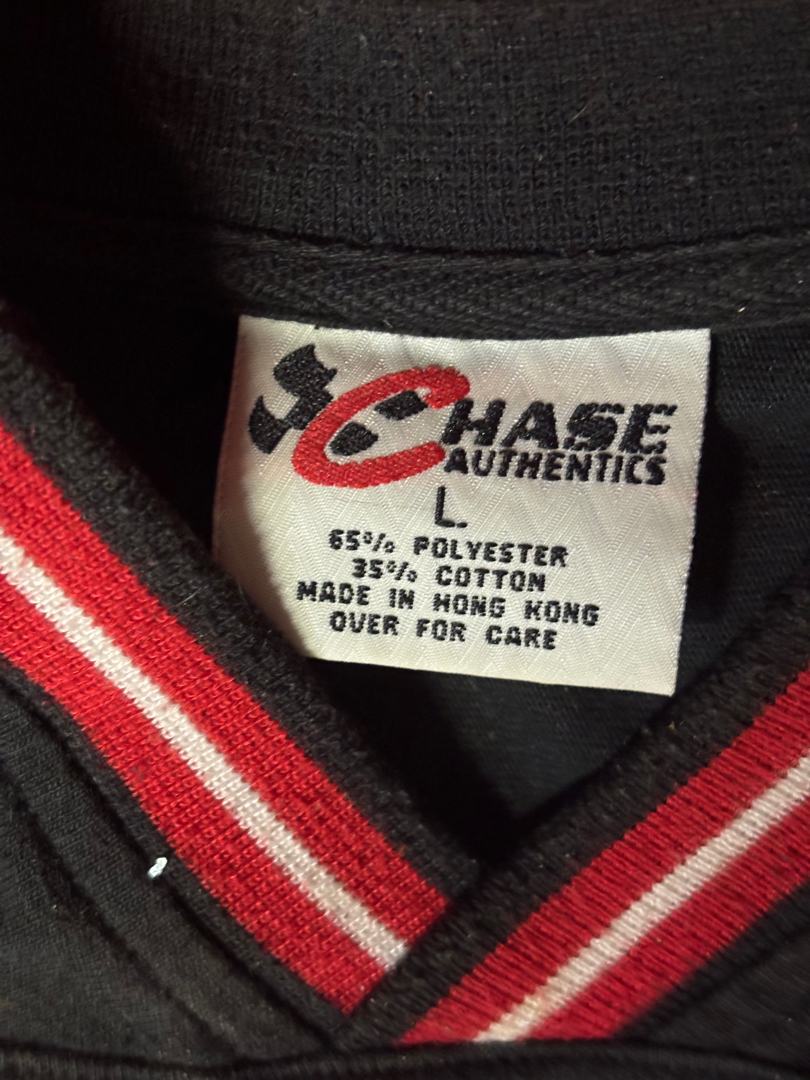 CHASE
AUTHENTICS
L
65% POLYESTER
35% COTTON
MADE IN HONG KONG
OVER FOR CARE